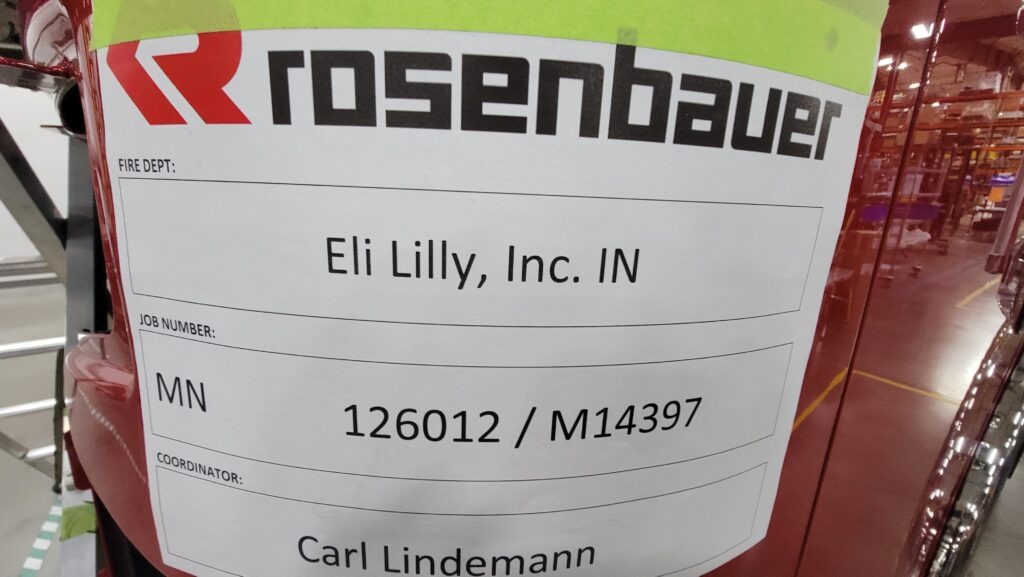 rosenbauer
FIRE DEPT:
Eli Lilly, Inc. IN
JOB NUMBER:
MN 126012 / M14397
COORDINATOR:
Carl Lindemann